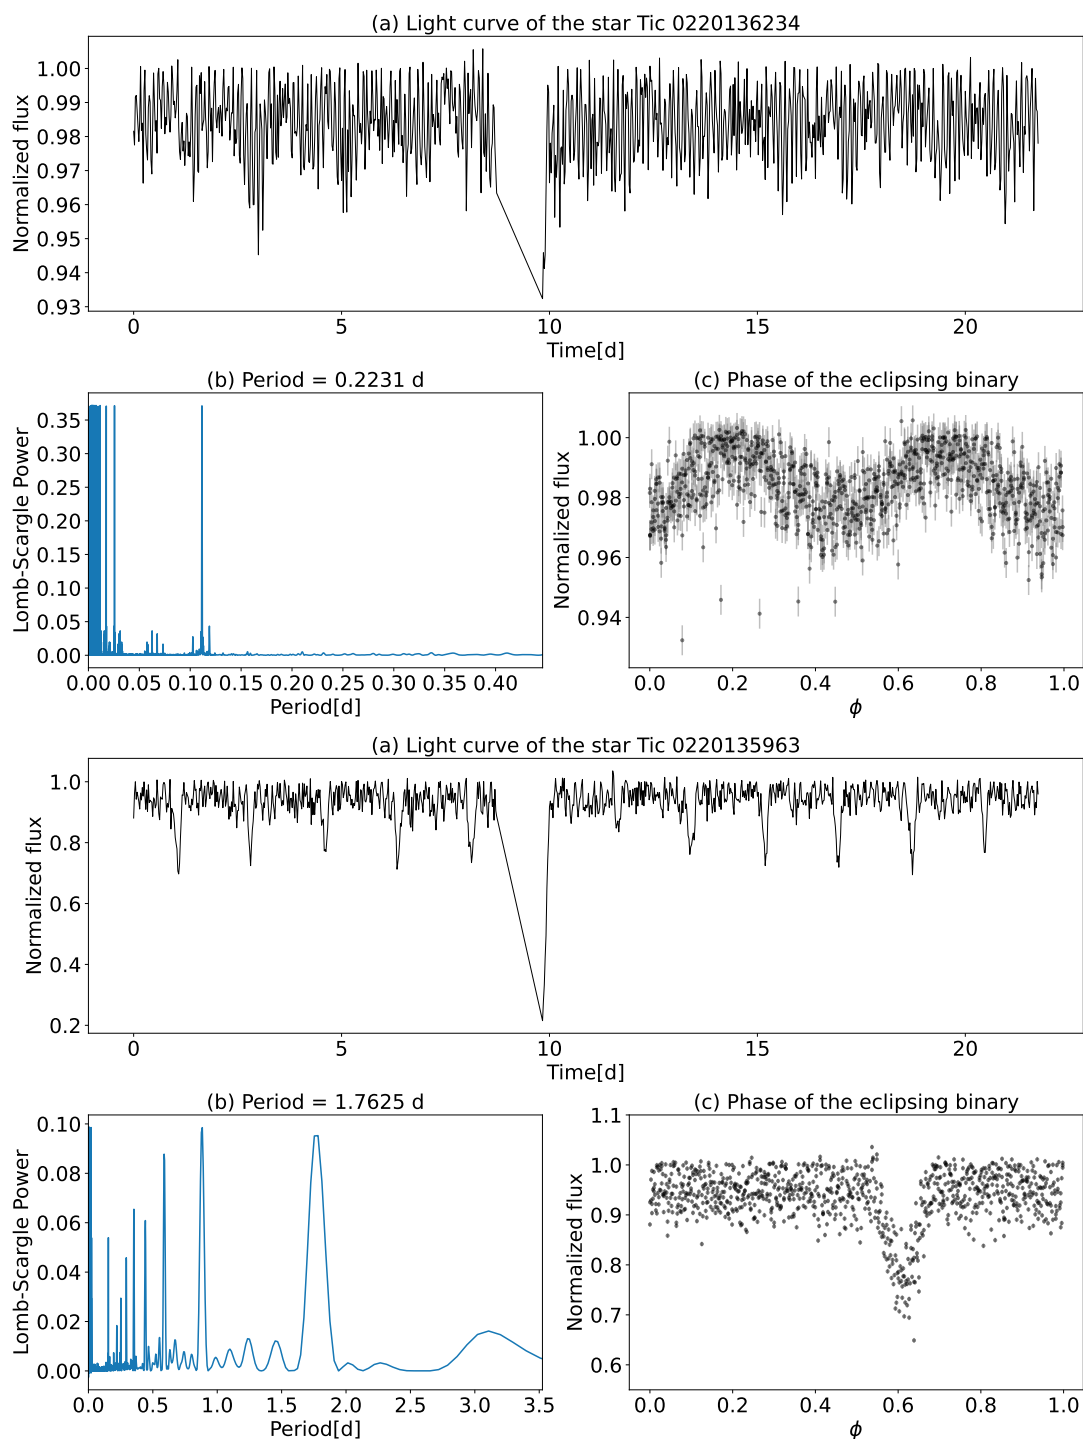 (a) Light curve of the star Tic 0220136234
Normalized flux
1.00
0.99
0.98
0.97
0.96
0.95
0.94
0.93
0 5 10 15 20
Time[d]
(b) Period = 0.2231 d
Lomb-Scargle Power
0.35
0.30
0.25
0.20
0.15
0.10
0.05
0.00
0.00 0.05 0.10 0.15 0.20 0.25 0.30 0.35 0.40
Period[d]
(c) Phase of the eclipsing binary
Normalized flux
1.00
0.98
0.96
0.94
0.0 0.2 0.4 0.6 0.8 1.0
ϕ
(a) Light curve of the star Tic 0220135963
Normalized flux
1.0
0.8
0.6
0.4
0.2
0 5 10 15 20
Time[d]
(b) Period = 1.7625 d
Lomb-Scargle Power
0.10
0.08
0.06
0.04
0.02
0.00
0.0 0.5 1.0 1.5 2.0 2.5 3.0 3.5
Period[d]
(c) Phase of the eclipsing binary
Normalized flux
1.1
1.0
0.9
0.8
0.7
0.6
0.0 0.2 0.4 0.6 0.8 1.0
ϕ